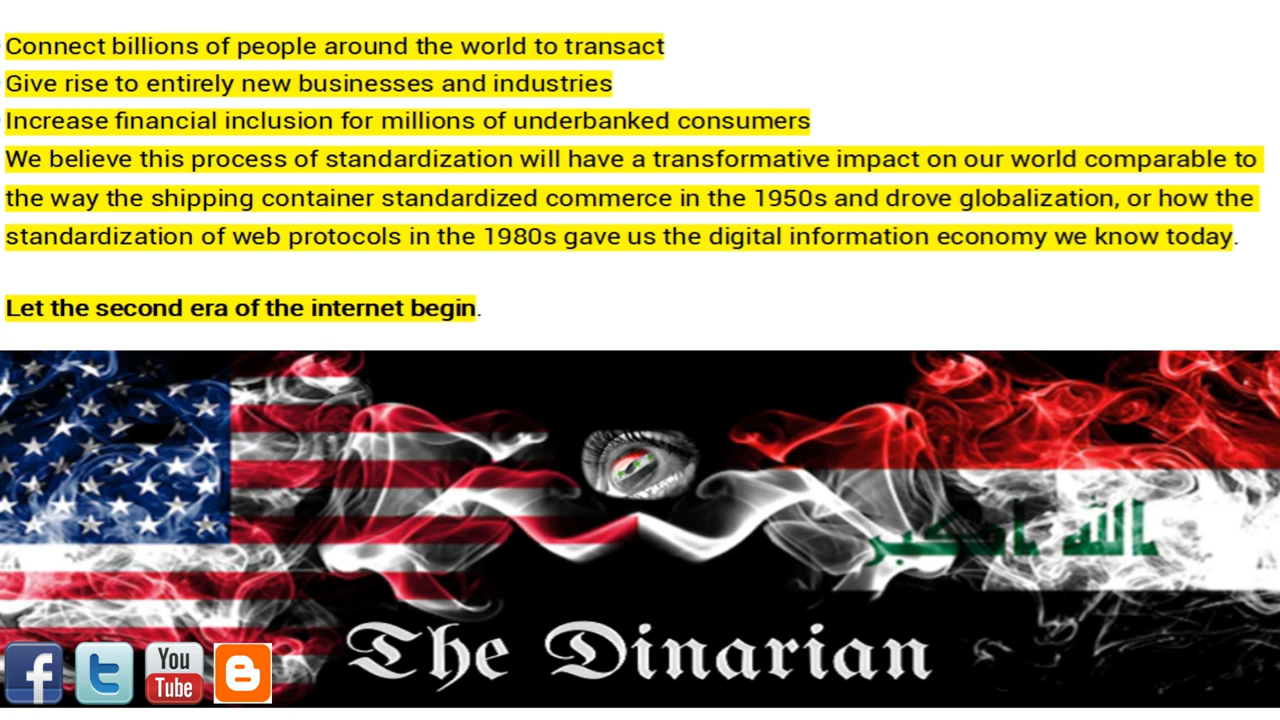 Connect billions of people around the world to transact
Give rise to entirely new businesses and industries
Increase financial inclusion for millions of underbanked consumers
We believe this process of standardization will have a transformative impact on our world comparable to
the way the shipping container standardized commerce in the 1950s and drove globalization, or how the
standardization of web protocols in the 1980s gave us the digital information economy we know today.
Let the second era of the internet begin.
الله اكبر
The Dinarian
You
Tube